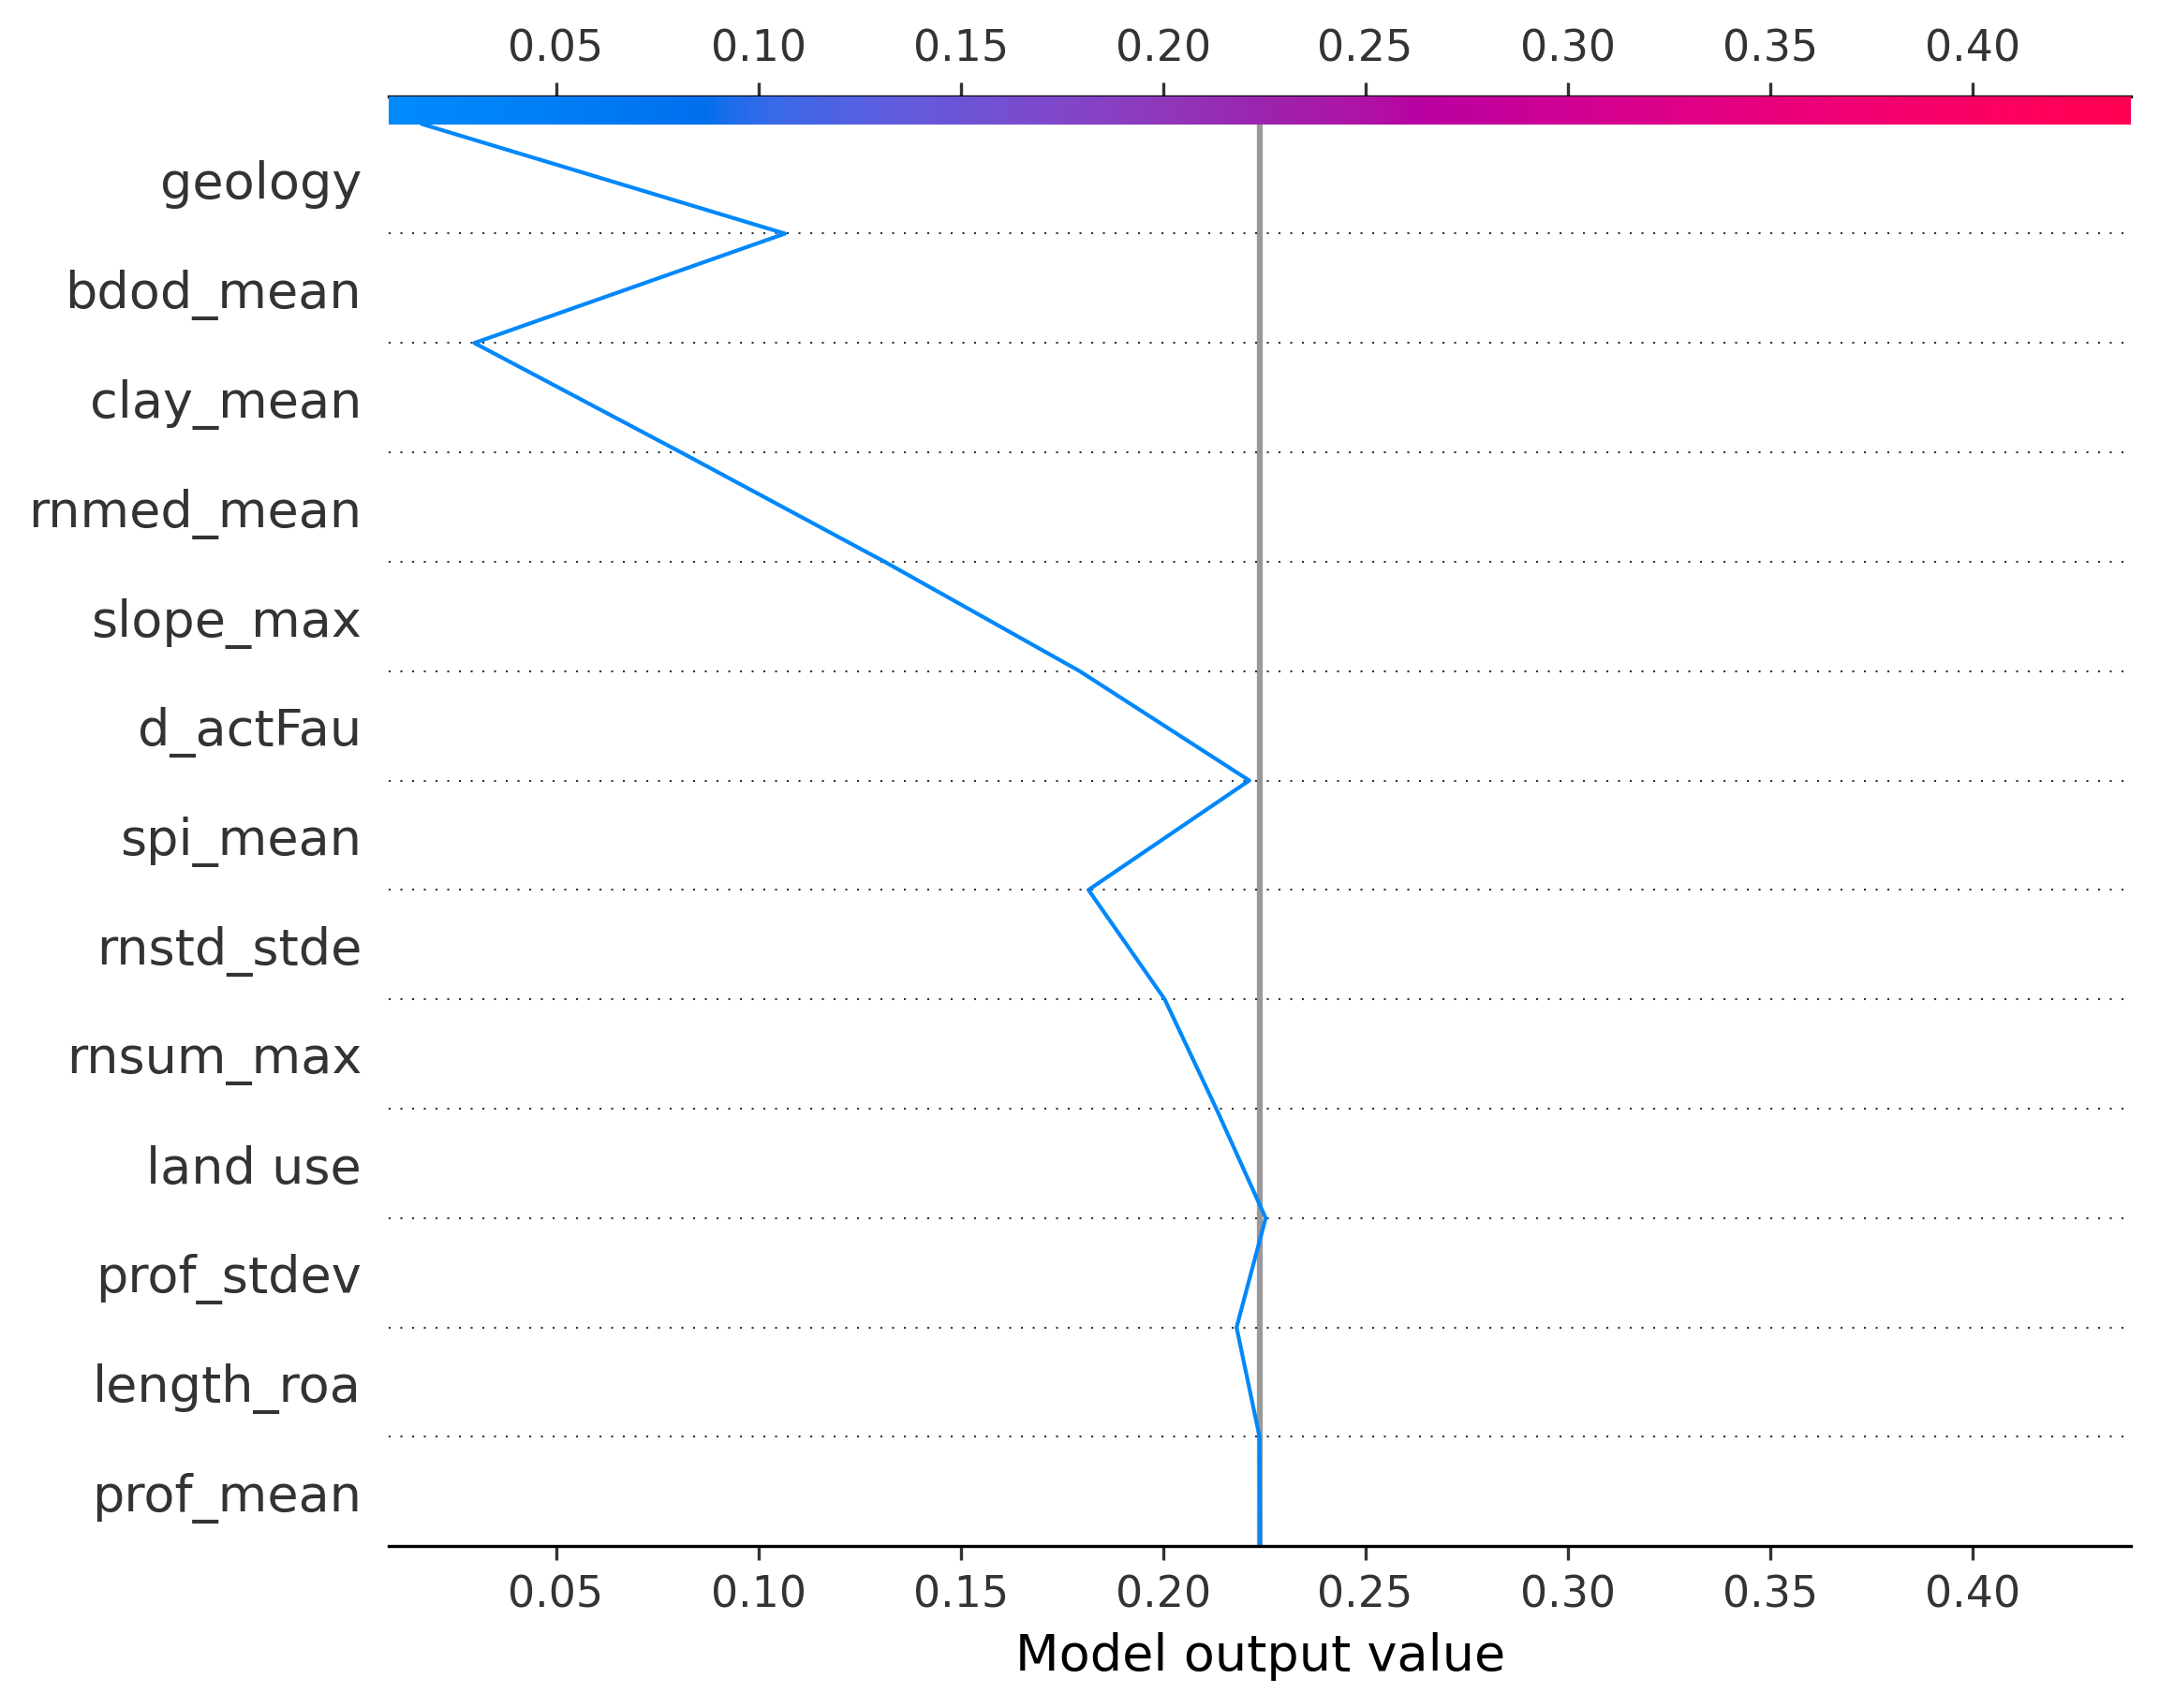 0.05 0.10 0.15 0.20 0.25 0.30 0.35 0.40
geology
bdod_mean
clay_mean
rnmed_mean
slope_max
d_actFau
spi_mean
rnstd_stde
rnsum_max
land use
prof_stdev
length_roa
prof_mean
0.05 0.10 0.15 0.20 0.25 0.30 0.35 0.40
Model output value